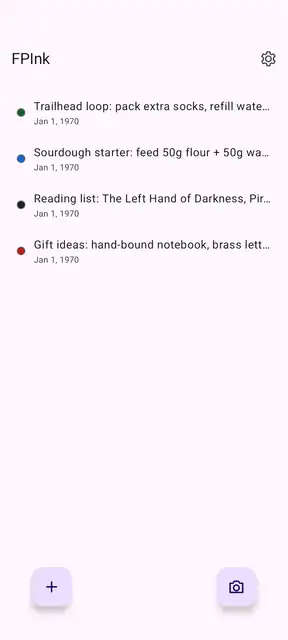 FPInk
Trailhead loop: pack extra socks, refill wate…
Jan 1, 1970
Sourdough starter: feed 50g flour + 50g wa…
Jan 1, 1970
Reading list: The Left Hand of Darkness, Pir…
Jan 1, 1970
Gift ideas: hand-bound notebook, brass lett…
Jan 1, 1970